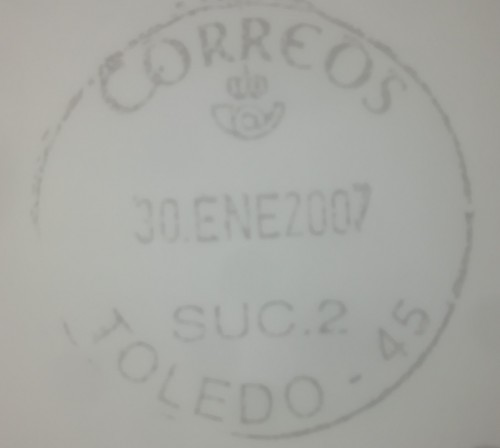 CORREOS
30.ENE2007
SUC.2
TOLEDO - 45